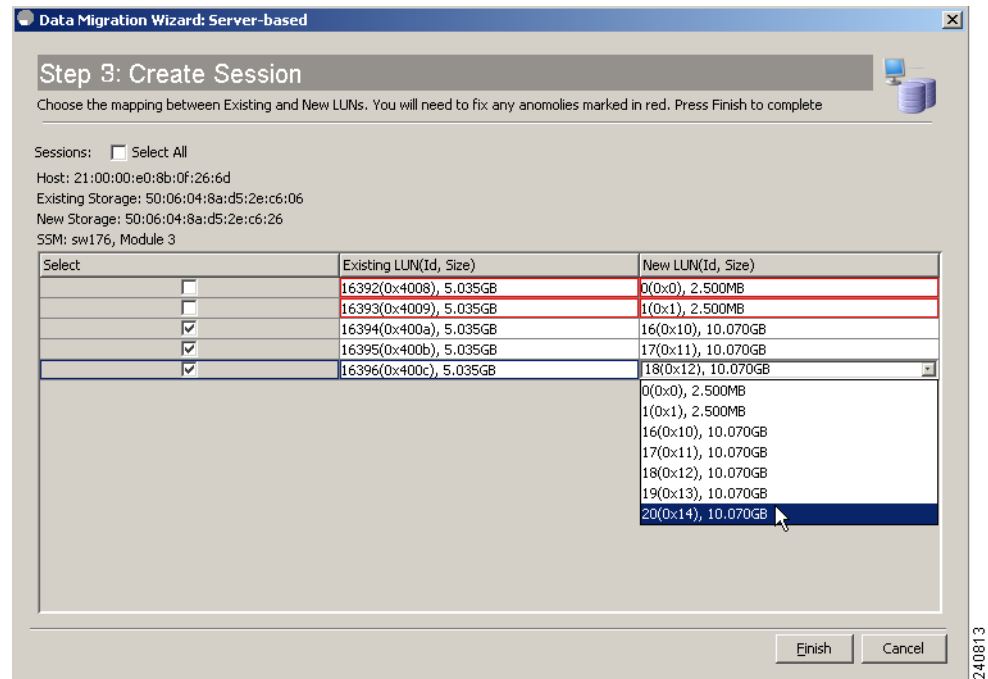 Data Migration Wizard: Server-based
Step 3: Create Session
Choose the mapping between Existing and New LUNs. You will need to fix any anomolies marked in red. Press Finish to complete
Sessions: Select All
Host: 21:00:00:e0:8b:0f:26:6d
Existing Storage: 50:06:04:8a:d5:2e:c6:06
New Storage: 50:06:04:8a:d5:2e:c6:26
SSM: sw176, Module 3
Select Existing LUN(Id, Size) New LUN(Id, Size)
16392(0x4008), 5.035GB 0(0x0), 2.500MB
16393(0x4009), 5.035GB 1(0x1), 2.500MB
16394(0x400a), 5.035GB 16(0x10), 10.070GB
16395(0x400b), 5.035GB 17(0x11), 10.070GB
16396(0x400c), 5.035GB 18(0x12), 10.070GB
0(0x0), 2.500MB
1(0x1), 2.500MB
16(0x10), 10.070GB
17(0x11), 10.070GB
18(0x12), 10.070GB
19(0x13), 10.070GB
20(0x14), 10.070GB
Finish Cancel
240813